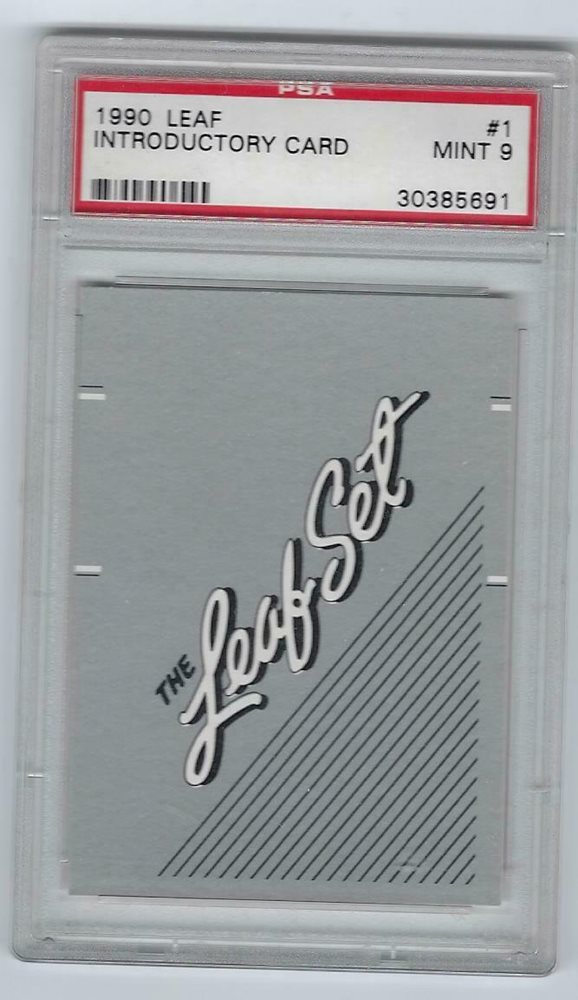 PSA
1990 LEAF #1
INTRODUCTORY CARD MINT 9
30385691
THE Leaf Set